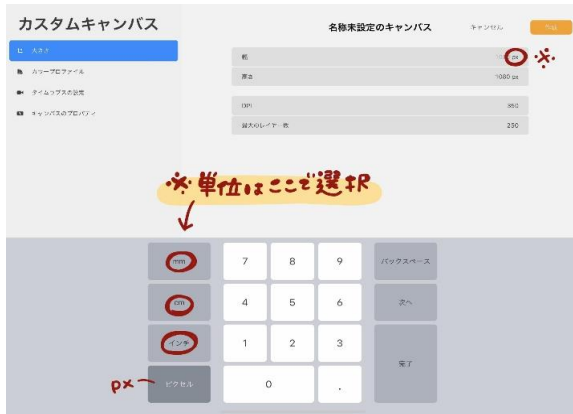 カスタムキャンバス
名称未設定のキャンバス キャンセル 作成
大きさ
カラープロファイル
タイムラプスの設定
キャンバスのプロパティ
幅 px
※
高さ 1080 px
DPI 350
最大のレイヤー数 250
※単位はここで選択
mm 7 8 9 バックスペース
cm 4 5 6 次へ
インチ 1 2 3
完了
px ピクセル 0 .